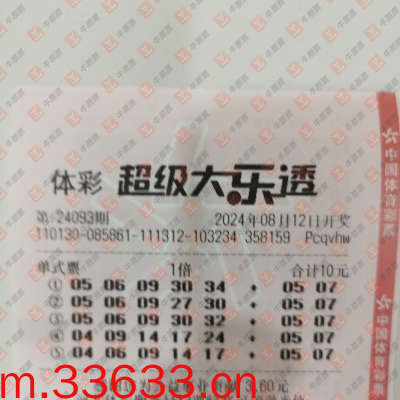 体彩 超级大乐透
第 24093期 2024年08月12日开奖
110130-085861-111312-103234 358159 Pcqvhw
单式票 1倍 合计10元
① 05 06 09 30 34 + 05 07
② 05 06 09 27 30 + 05 07
③ 05 06 09 30 32 + 05 07
④ 04 09 14 17 24 + 05 07
⑤ 04 06 09 14 17 + 05 07
3.60元
中国体育彩票
中国体育彩票
m.33633.cn